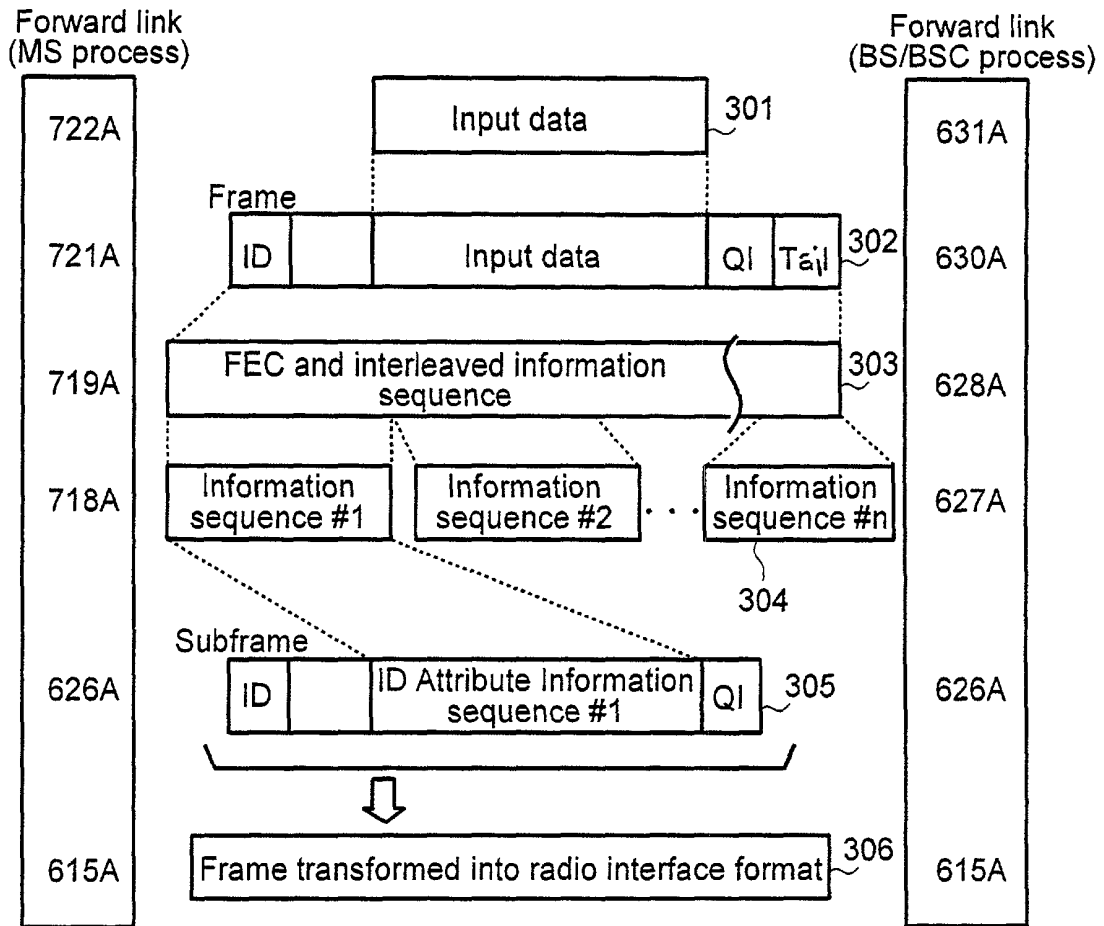 Forward link
(MS process)
Forward link
(BS/BSC process)
722A
Input data
301
631A
Frame
721A
ID
Input data
QI
Tail
302
630A
719A
FEC and interleaved information
sequence
303
628A
718A
Information
sequence #1
Information
sequence #2
. . .
Information
sequence #n
627A
304
Subframe
626A
ID
ID Attribute Information
sequence #1
QI
305
626A
615A
Frame transformed into radio interface format
306
615A